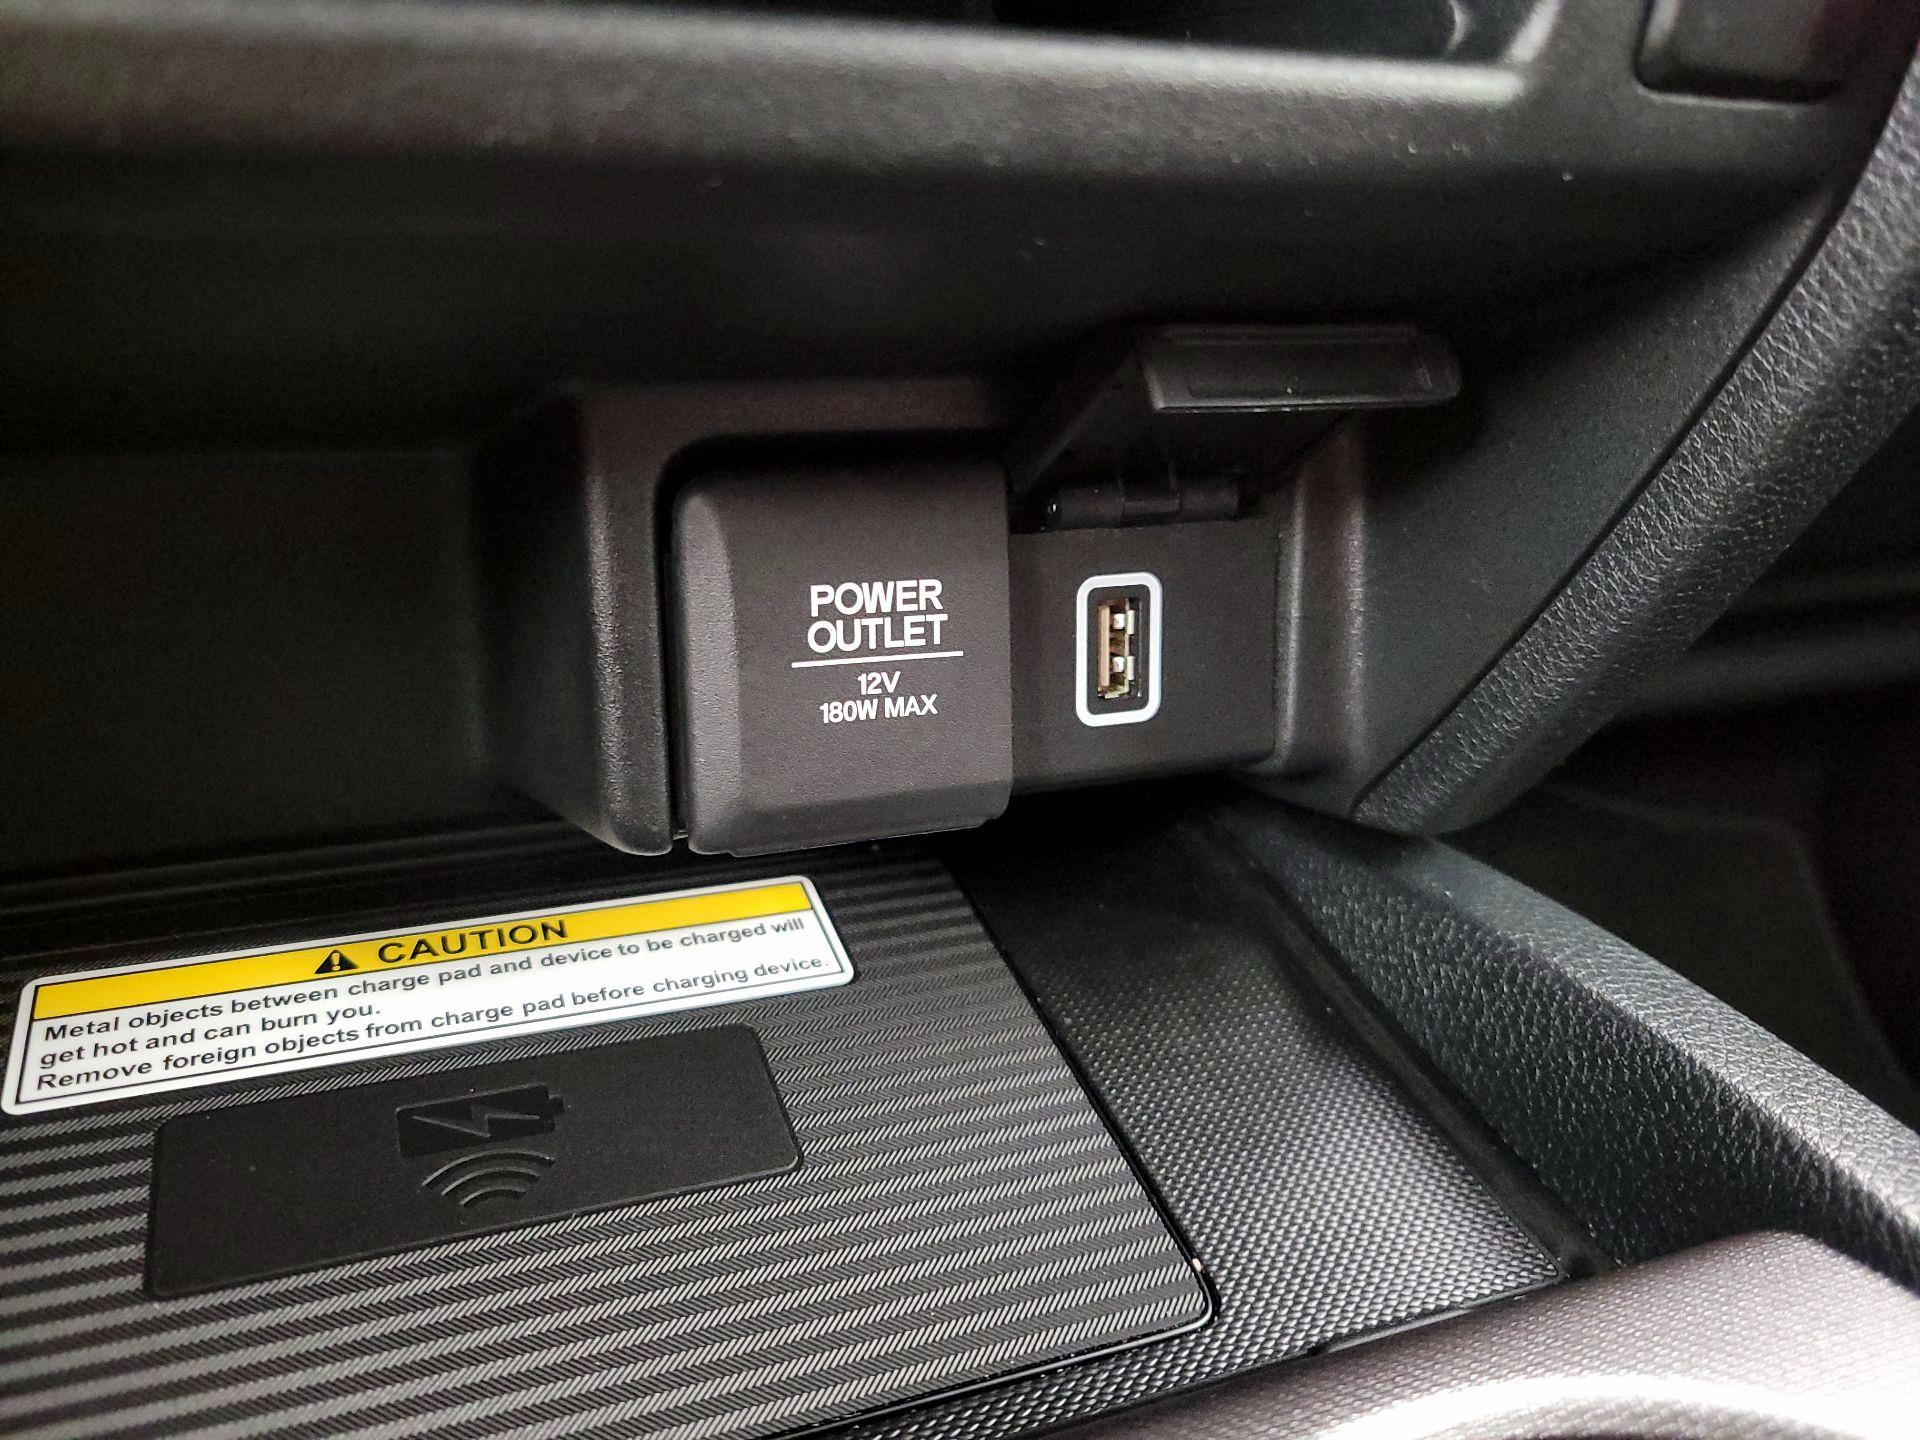 POWER
OUTLET
12V
180W MAX
CAUTION
Metal objects between charge pad and device to be charged will
get hot and can burn you.
Remove foreign objects from charge pad before charging device.